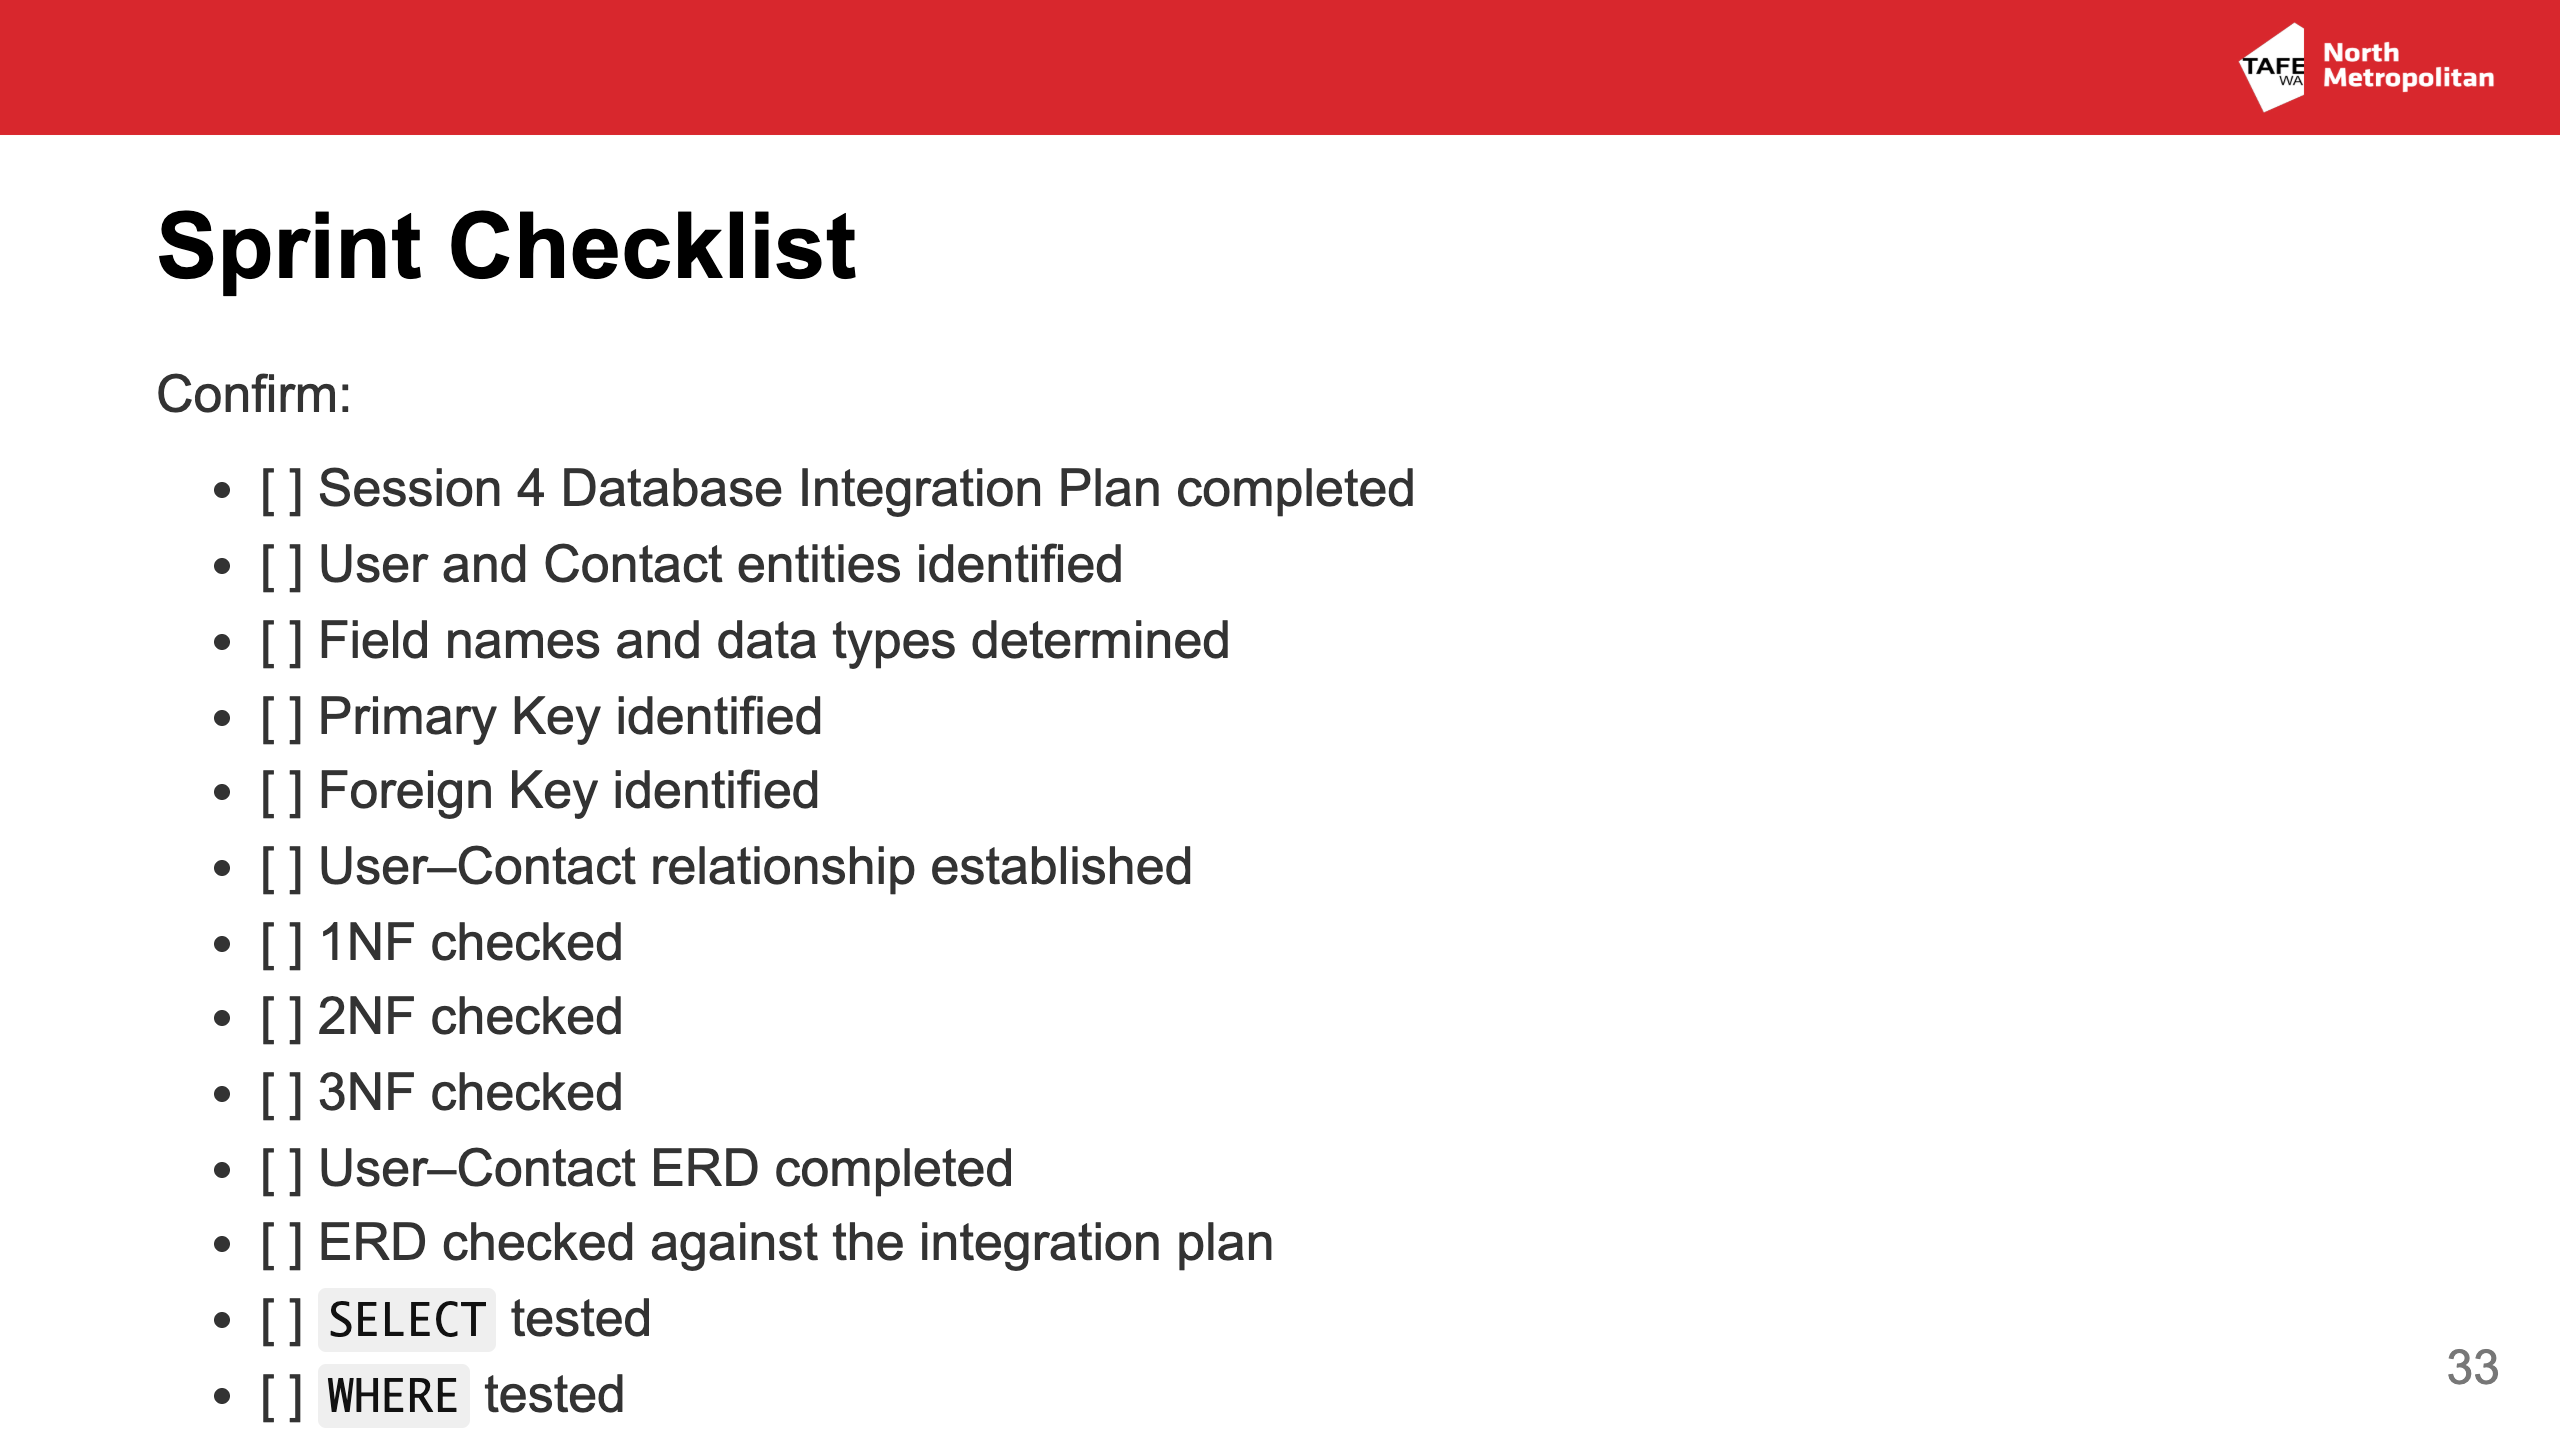 TAFE
WA
North
Metropolitan
Sprint Checklist
Confirm:
• [ ] Session 4 Database Integration Plan completed
• [ ] User and Contact entities identified
• [ ] Field names and data types determined
• [ ] Primary Key identified
• [ ] Foreign Key identified
• [ ] User–Contact relationship established
• [ ] 1NF checked
• [ ] 2NF checked
• [ ] 3NF checked
• [ ] User–Contact ERD completed
• [ ] ERD checked against the integration plan
• [ ] SELECT tested
• [ ] WHERE tested
33